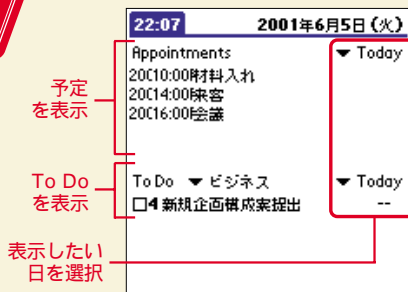 22:07 2001年6月5日(火)
Appointments ▼ Today
10:00材料入れ
14:00来客
16:00会議
予定
を表示
To Do ▼ ビジネス ▼ Today
□4 新規企画構成案提出 --
To Do
を表示
表示したい
日を選択